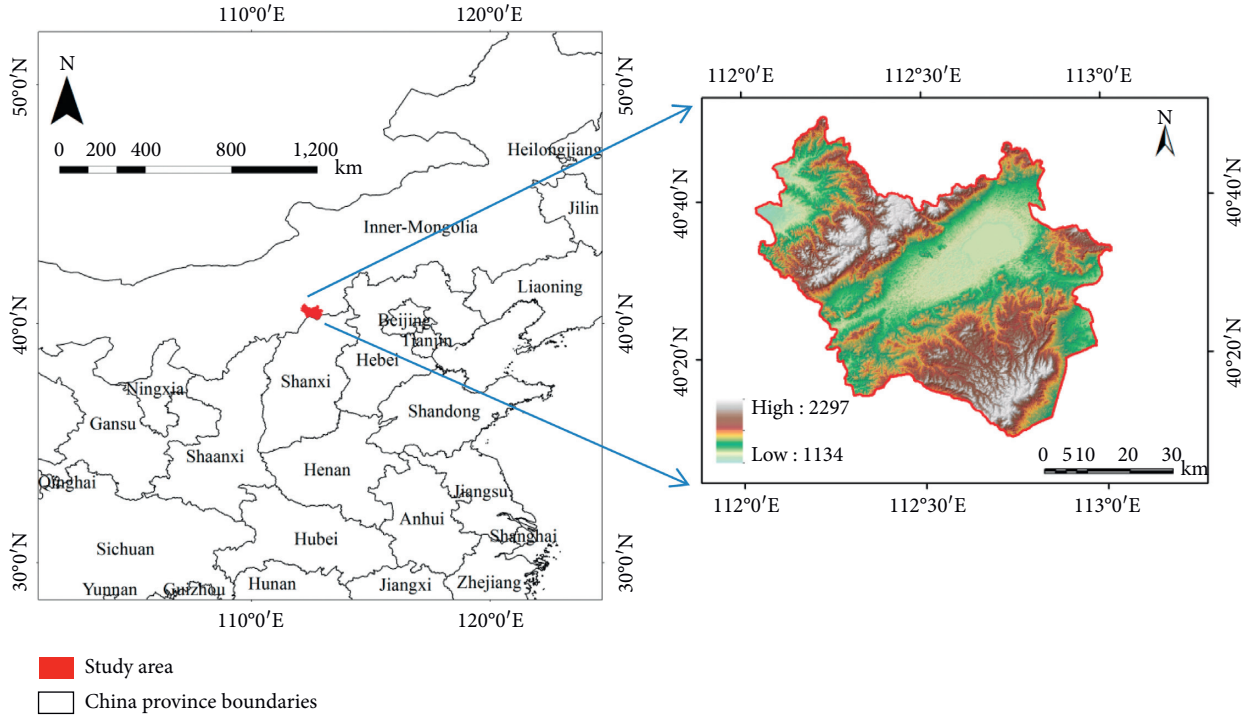 110°0′E 120°0′E
N
0 200 400 800 1,200
km
50°0′N
50°0′N
Heilongjiang
Jilin
Inner-Mongolia
Liaoning
40°0′N
40°0′N
Beijing
Tianjin
Hebei
Shanxi
Ningxia
Shandong
Gansu
Shaanxi
Henan
Qinghai
Jiangsu
Anhui
Shanghai
Hubei
Sichuan
30°0′N
30°0′N
Yunnan
Guizhou
Hunan
Jiangxi
Zhejiang
110°0′E 120°0′E
112°0′E 112°30′E 113°0′E
N
40°40′N
40°40′N
40°20′N
40°20′N
High : 2297
Low : 1134
0 5 10 20 30
km
112°0′E 112°30′E 113°0′E
Study area
China province boundaries